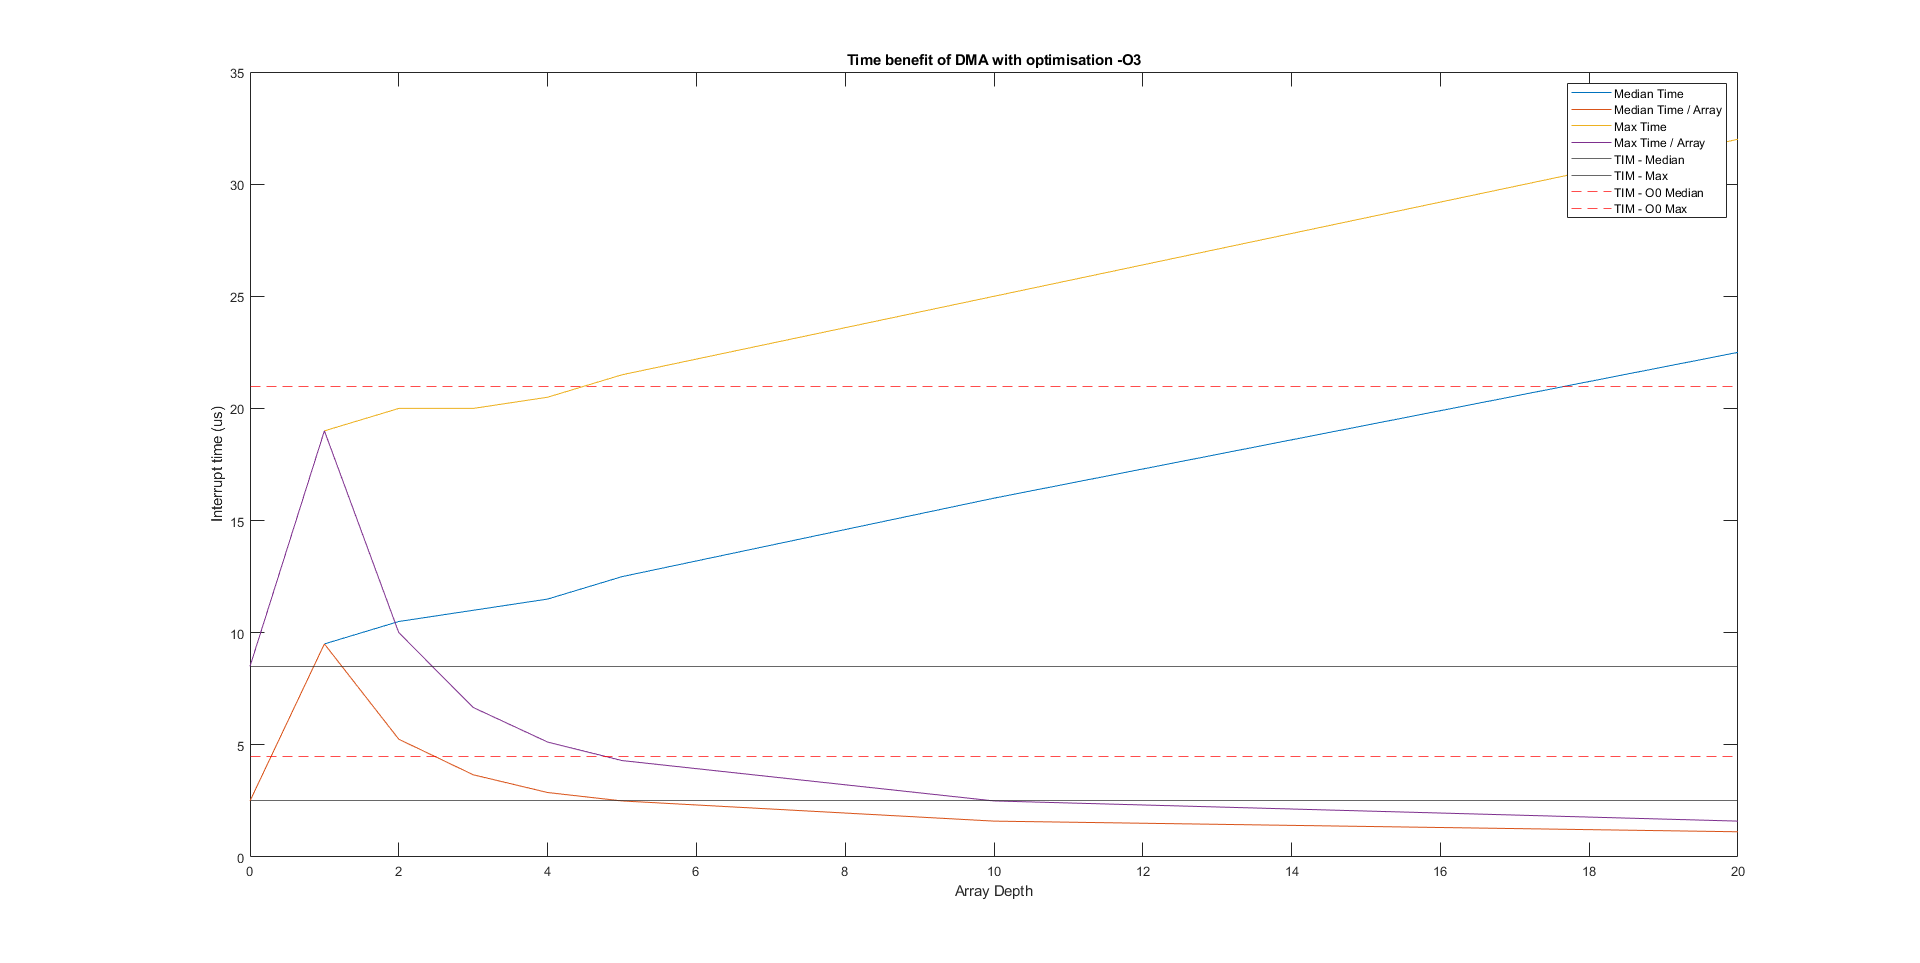 Time benefit of DMA with optimisation -O3
35
30
25
20
15
10
5
0
Interrupt time (us)
Median Time
Median Time / Array
Max Time
Max Time / Array
TIM - Median
TIM - Max
TIM - O0 Median
TIM - O0 Max
0 2 4 6 8 10 12 14 16 18 20
Array Depth